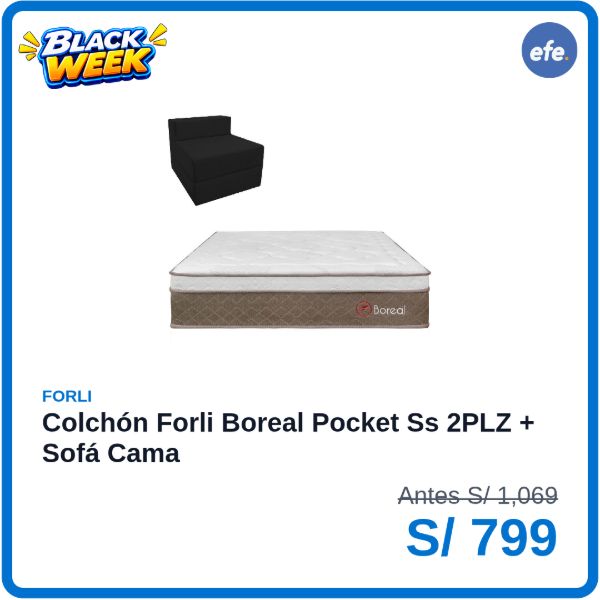 BLACK
WEEK
efe.
Boreal
FORLI
Colchón Forli Boreal Pocket Ss 2PLZ +
Sofá Cama
Antes S/ 1,069
S/ 799